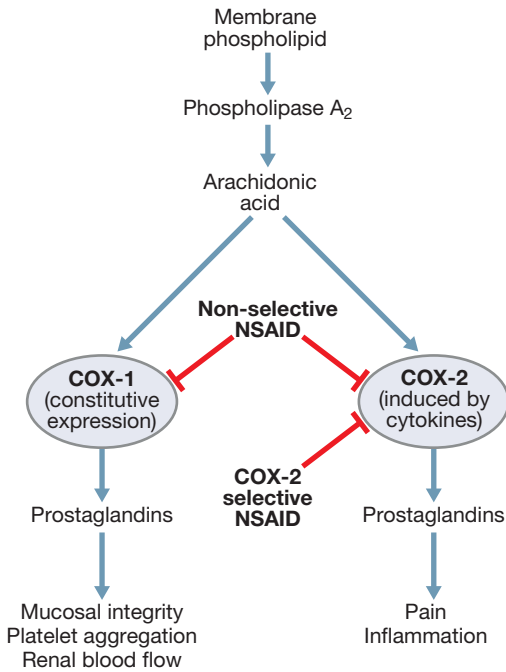 Membrane
phospholipid
Phospholipase A₂
Arachidonic
acid
Non-selective
NSAID
COX-1
(constitutive
expression)
COX-2
(induced by
cytokines)
COX-2
selective
NSAID
Prostaglandins
Prostaglandins
Mucosal integrity
Platelet aggregation
Renal blood flow
Pain
Inflammation